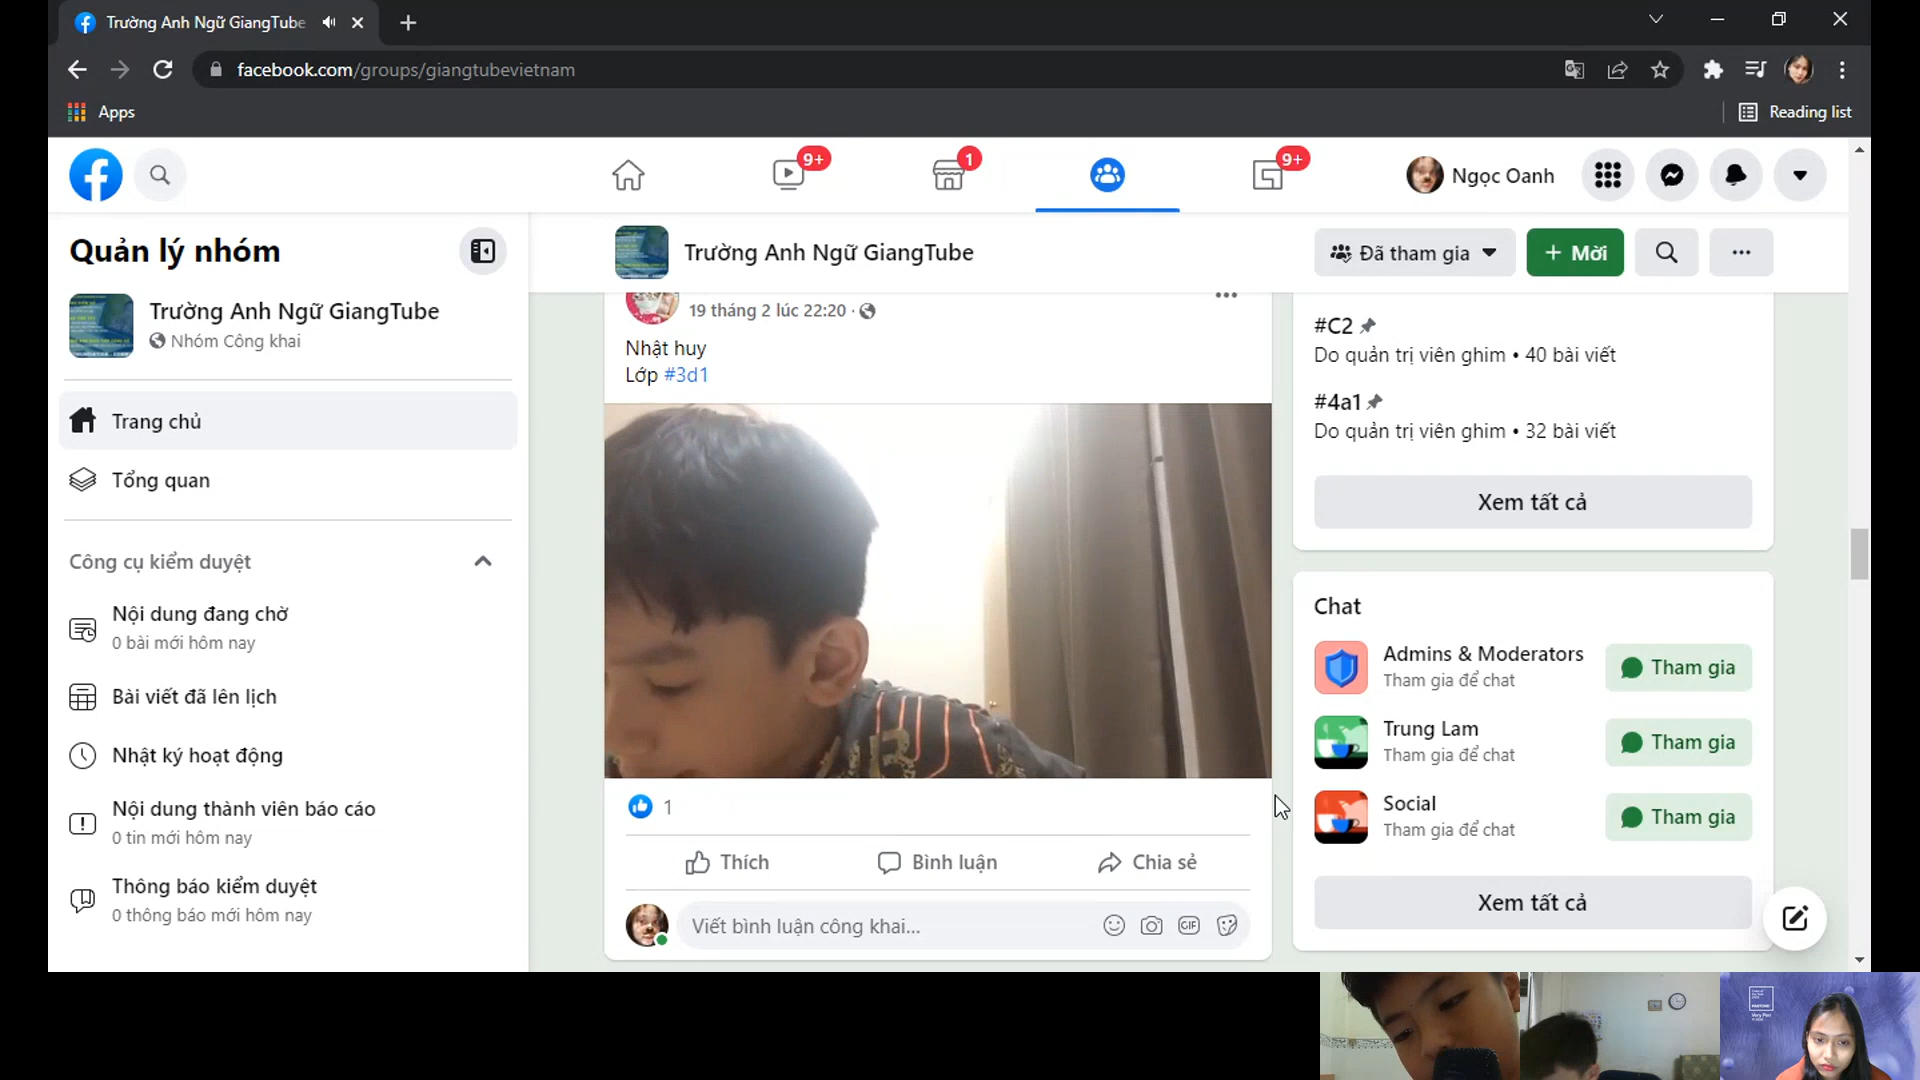 Trường Anh Ngữ GiangTube
facebook.com/groups/giangtubevietnam
Apps
Reading list
9+
1
9+
Ngọc Oanh
Quản lý nhóm
Trường Anh Ngữ GiangTube
Nhóm Công khai
Trang chủ
Tổng quan
Công cụ kiểm duyệt
Nội dung đang chờ
0 bài mới hôm nay
Bài viết đã lên lịch
Nhật ký hoạt động
Nội dung thành viên báo cáo
0 tin mới hôm nay
Thông báo kiểm duyệt
0 thông báo mới hôm nay
Trường Anh Ngữ GiangTube
Đã tham gia
+ Mời
19 tháng 2 lúc 22:20 ·
Nhật huy
Lớp #3d1
1
Thích
Bình luận
Chia sẻ
Viết bình luận công khai...
GIF
#C2
Do quản trị viên ghim • 40 bài viết
#4a1
Do quản trị viên ghim • 32 bài viết
Xem tất cả
Chat
Admins & Moderators
Tham gia để chat
Tham gia
Trung Lam
Tham gia để chat
Tham gia
Social
Tham gia để chat
Tham gia
Xem tất cả